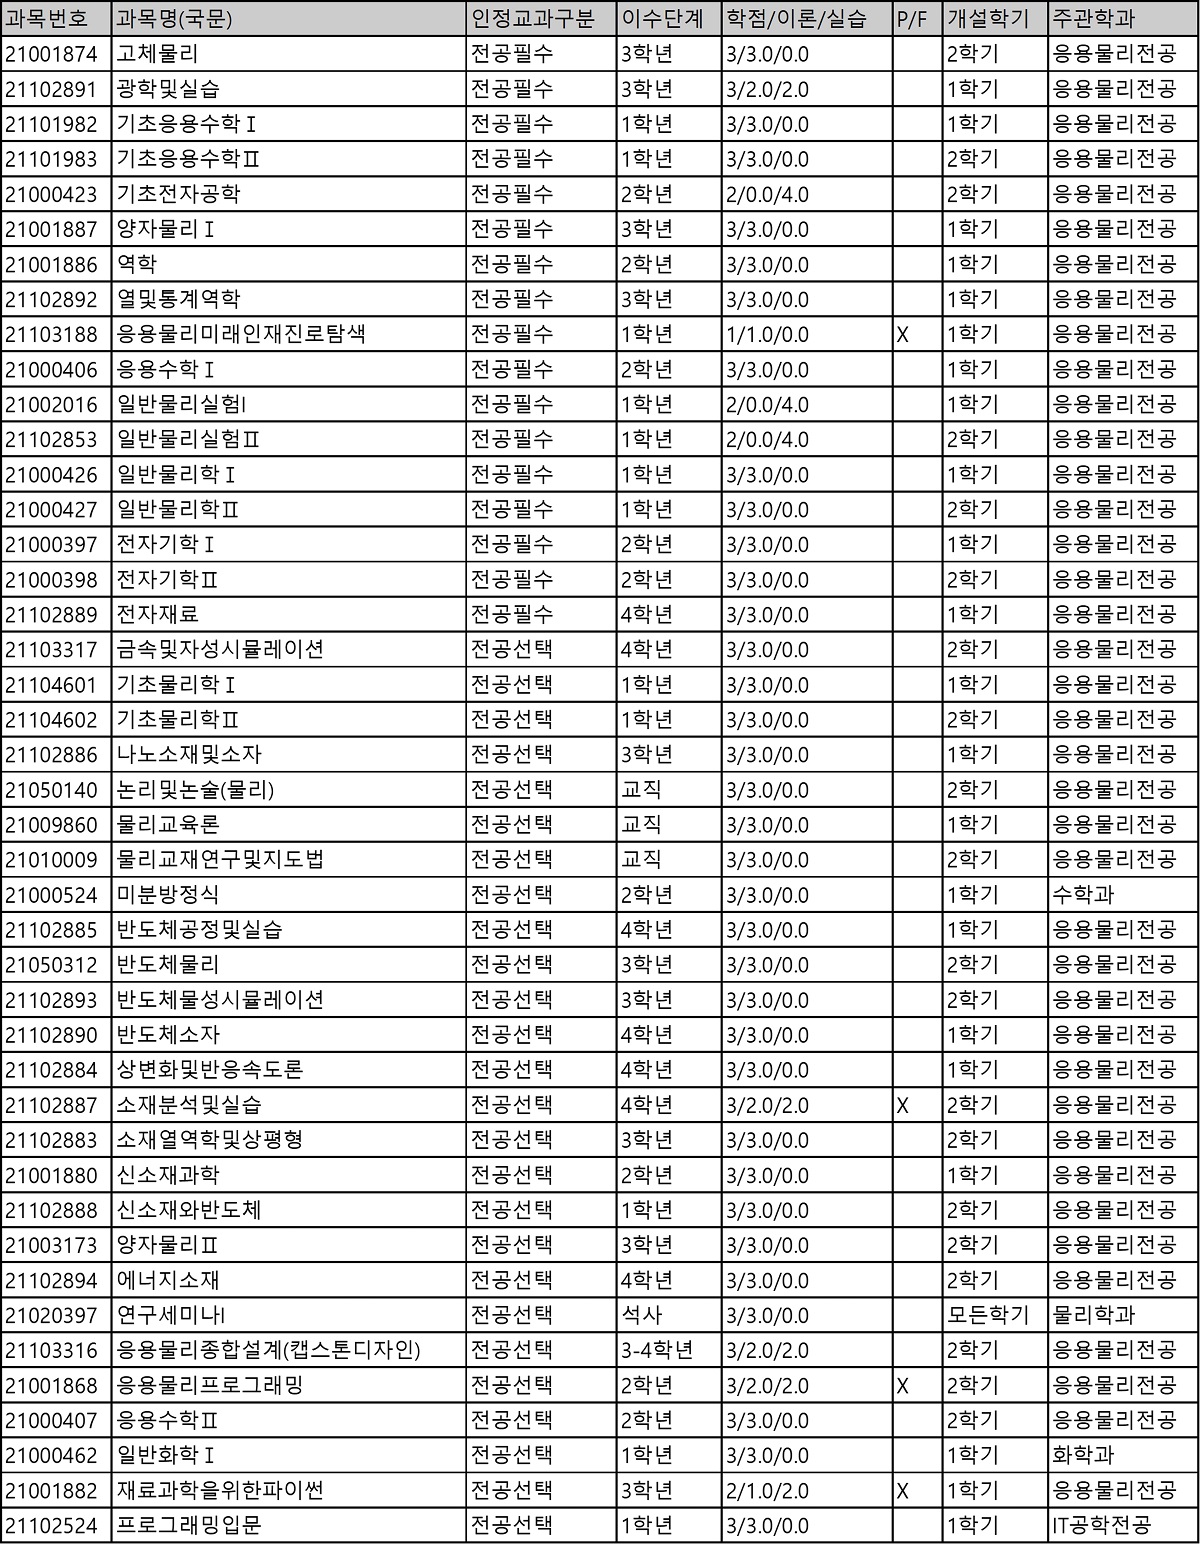 과목번호 과목명(국문) 인정교과구분 이수단계 학점/이론/실습 P/F 개설학기 주관학과
21001874 고체물리 전공필수 3학년 3/3.0/0.0 2학기 응용물리전공
21102891 광학및실습 전공필수 3학년 3/2.0/2.0 1학기 응용물리전공
21101982 기초응용수학Ⅰ 전공필수 1학년 3/3.0/0.0 1학기 응용물리전공
21101983 기초응용수학Ⅱ 전공필수 1학년 3/3.0/0.0 2학기 응용물리전공
21000423 기초전자공학 전공필수 2학년 2/0.0/4.0 2학기 응용물리전공
21001887 양자물리Ⅰ 전공필수 3학년 3/3.0/0.0 1학기 응용물리전공
21001886 역학 전공필수 2학년 3/3.0/0.0 1학기 응용물리전공
21102892 열및통계역학 전공필수 3학년 3/3.0/0.0 1학기 응용물리전공
21103188 응용물리미래인재진로탐색 전공필수 1학년 1/1.0/0.0 X 1학기 응용물리전공
21000406 응용수학Ⅰ 전공필수 2학년 3/3.0/0.0 1학기 응용물리전공
21002016 일반물리실험I 전공필수 1학년 2/0.0/4.0 1학기 응용물리전공
21102853 일반물리실험Ⅱ 전공필수 1학년 2/0.0/4.0 2학기 응용물리전공
21000426 일반물리학Ⅰ 전공필수 1학년 3/3.0/0.0 1학기 응용물리전공
21000427 일반물리학Ⅱ 전공필수 1학년 3/3.0/0.0 2학기 응용물리전공
21000397 전자기학Ⅰ 전공필수 2학년 3/3.0/0.0 1학기 응용물리전공
21000398 전자기학Ⅱ 전공필수 2학년 3/3.0/0.0 2학기 응용물리전공
21102889 전자재료 전공필수 4학년 3/3.0/0.0 1학기 응용물리전공
21103317 금속및자성시뮬레이션 전공선택 4학년 3/3.0/0.0 2학기 응용물리전공
21104601 기초물리학Ⅰ 전공선택 1학년 3/3.0/0.0 1학기 응용물리전공
21104602 기초물리학Ⅱ 전공선택 1학년 3/3.0/0.0 2학기 응용물리전공
21102886 나노소재및소자 전공선택 3학년 3/3.0/0.0 1학기 응용물리전공
21050140 논리및논술(물리) 전공선택 교직 3/3.0/0.0 2학기 응용물리전공
21009860 물리교육론 전공선택 교직 3/3.0/0.0 1학기 응용물리전공
21010009 물리교재연구및지도법 전공선택 교직 3/3.0/0.0 2학기 응용물리전공
21000524 미분방정식 전공선택 2학년 3/3.0/0.0 1학기 수학과
21102885 반도체공정및실습 전공선택 4학년 3/3.0/0.0 1학기 응용물리전공
21050312 반도체물리 전공선택 3학년 3/3.0/0.0 2학기 응용물리전공
21102893 반도체물성시뮬레이션 전공선택 3학년 3/3.0/0.0 2학기 응용물리전공
21102890 반도체소자 전공선택 4학년 3/3.0/0.0 1학기 응용물리전공
21102884 상변화및반응속도론 전공선택 4학년 3/3.0/0.0 1학기 응용물리전공
21102887 소재분석및실습 전공선택 4학년 3/2.0/2.0 X 2학기 응용물리전공
21102883 소재열역학및상평형 전공선택 3학년 3/3.0/0.0 2학기 응용물리전공
21001880 신소재과학 전공선택 2학년 3/3.0/0.0 1학기 응용물리전공
21102888 신소재와반도체 전공선택 1학년 3/3.0/0.0 2학기 응용물리전공
21003173 양자물리Ⅱ 전공선택 3학년 3/3.0/0.0 2학기 응용물리전공
21102894 에너지소재 전공선택 4학년 3/3.0/0.0 2학기 응용물리전공
21020397 연구세미나I 전공선택 석사 3/3.0/0.0 모든학기 물리학과
21103316 응용물리종합설계(캡스톤디자인) 전공선택 3-4학년 3/2.0/2.0 2학기 응용물리전공
21001868 응용물리프로그래밍 전공선택 2학년 3/2.0/2.0 X 2학기 응용물리전공
21000407 응용수학Ⅱ 전공선택 2학년 3/3.0/0.0 2학기 응용물리전공
21000462 일반화학Ⅰ 전공선택 1학년 3/3.0/0.0 1학기 화학과
21001882 재료과학을위한파이썬 전공선택 3학년 2/1.0/2.0 X 1학기 응용물리전공
21102524 프로그래밍입문 전공선택 1학년 3/3.0/0.0 1학기 IT공학전공